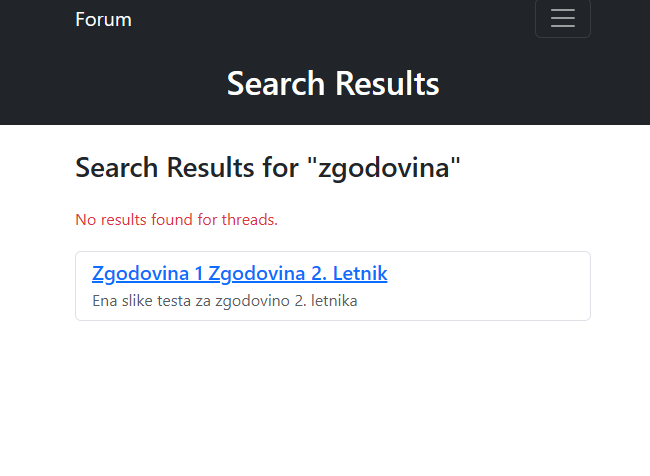 Forum
Search Results
Search Results for "zgodovina"
No results found for threads.
Zgodovina 1 Zgodovina 2. Letnik
Ena slike testa za zgodovino 2. letnika